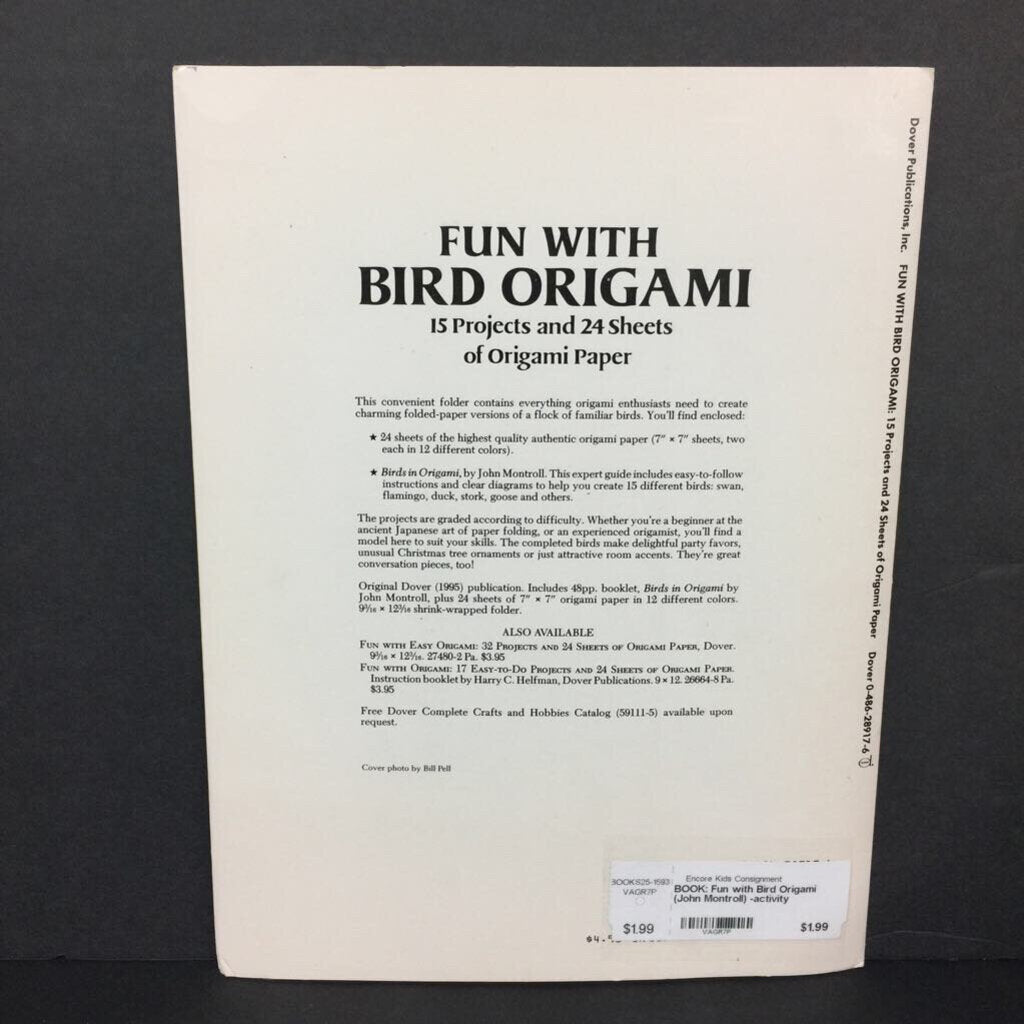 FUN WITH
BIRD ORIGAMI
15 Projects and 24 Sheets
of Origami Paper
This convenient folder contains everything origami enthusiasts need to create
charming folded-paper versions of a flock of familiar birds. You'll find enclosed:
★ 24 sheets of the highest quality authentic origami paper (7" × 7" sheets, two
each in 12 different colors).
★ Birds in Origami, by John Montroll. This expert guide includes easy-to-follow
instructions and clear diagrams to help you create 15 different birds: swan,
flamingo, duck, stork, goose and others.
The projects are graded according to difficulty. Whether you're a beginner at the
ancient Japanese art of paper folding, or an experienced origamist, you'll find a
model here to suit your skills. The completed birds make delightful party favors,
unusual Christmas tree ornaments or just attractive room accents. They're great
conversation pieces, too!
Original Dover (1995) publication. Includes 48pp. booklet, Birds in Origami by
John Montroll, plus 24 sheets of 7" × 7" origami paper in 12 different colors.
9³⁄₁₆ × 12³⁄₁₆ shrink-wrapped folder.
ALSO AVAILABLE
FUN WITH EASY ORIGAMI: 32 PROJECTS AND 24 SHEETS OF ORIGAMI PAPER, Dover.
9³⁄₁₆ × 12³⁄₁₆. 27480-2 Pa. $3.95
FUN WITH ORIGAMI: 17 EASY-TO-DO PROJECTS AND 24 SHEETS OF ORIGAMI PAPER.
Instruction booklet by Harry C. Helfman, Dover Publications. 9 × 12. 26664-8 Pa.
$3.95
Free Dover Complete Crafts and Hobbies Catalog (59111-5) available upon
request.
Cover photo by Bill Pell
Dover Publications, Inc. FUN WITH BIRD ORIGAMI: 15 Projects and 24 Sheets of Origami Paper Dover 0-486-28917-6
BOOKS25-1593
VAGR7P
$1.99
Encore Kids Consignment
BOOK: Fun with Bird Origami
(John Montroll) -activity
VAGR7P
$1.99